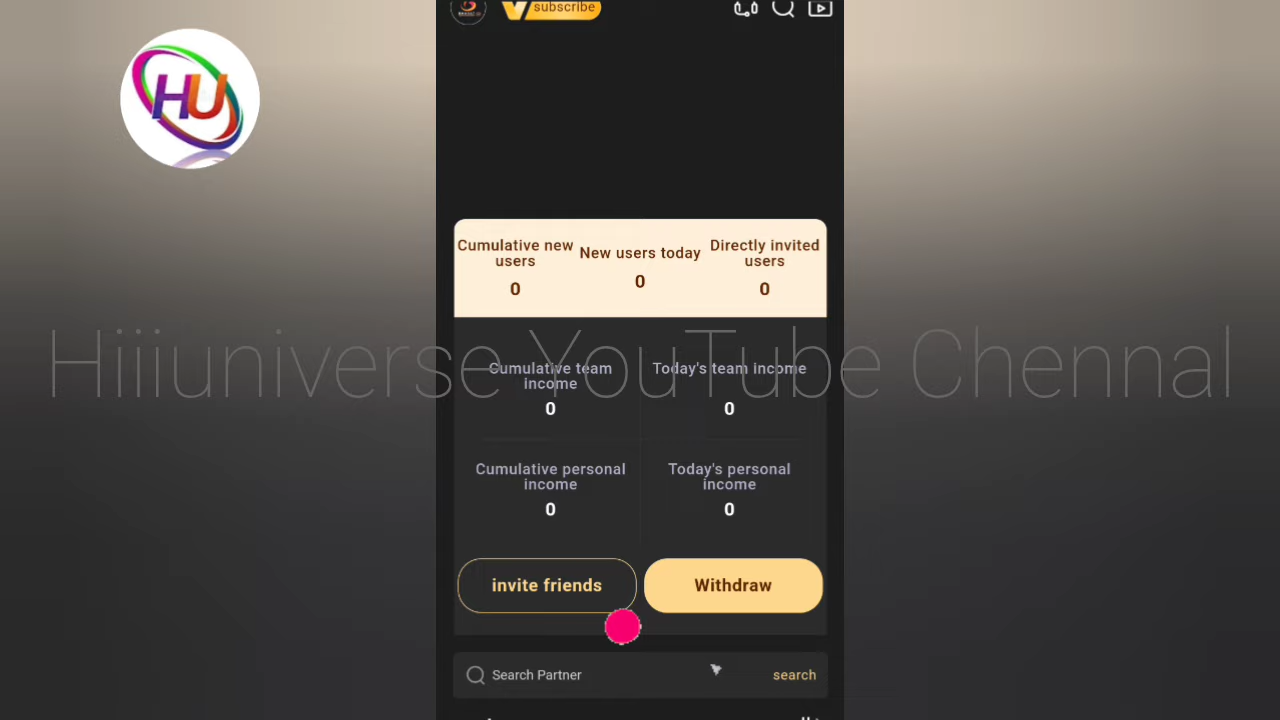 subscribe
HU
Cumulative new
users
0
New users today
0
Directly invited
users
0
Hiiiuniverse YouTube Chennal
Cumulative team
income
0
Today's team income
0
Cumulative personal
income
0
Today's personal
income
0
invite friends
Withdraw
Search Partner
search